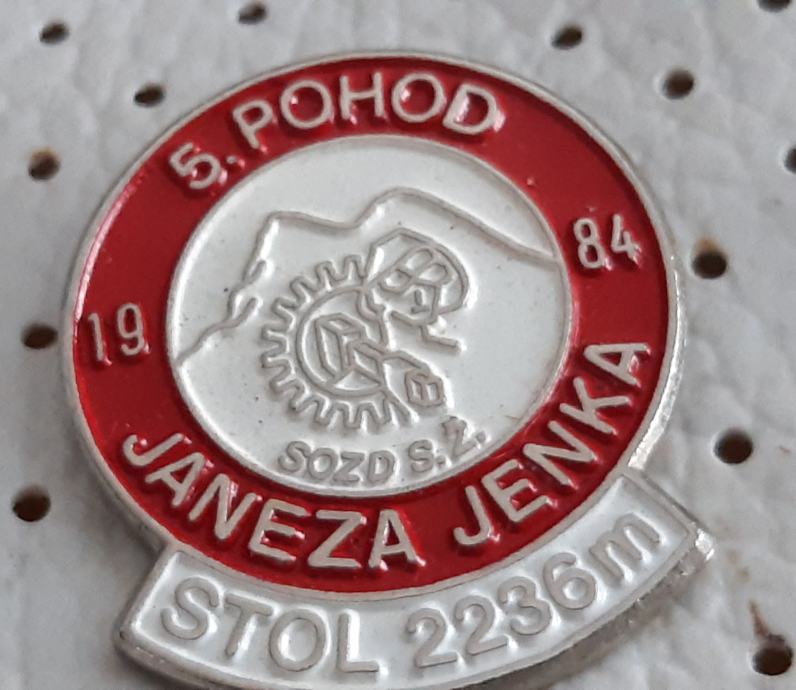 5. POHOD
19 84
SOZD S.Ž.
JANEZA JENKA
STOL 2236m